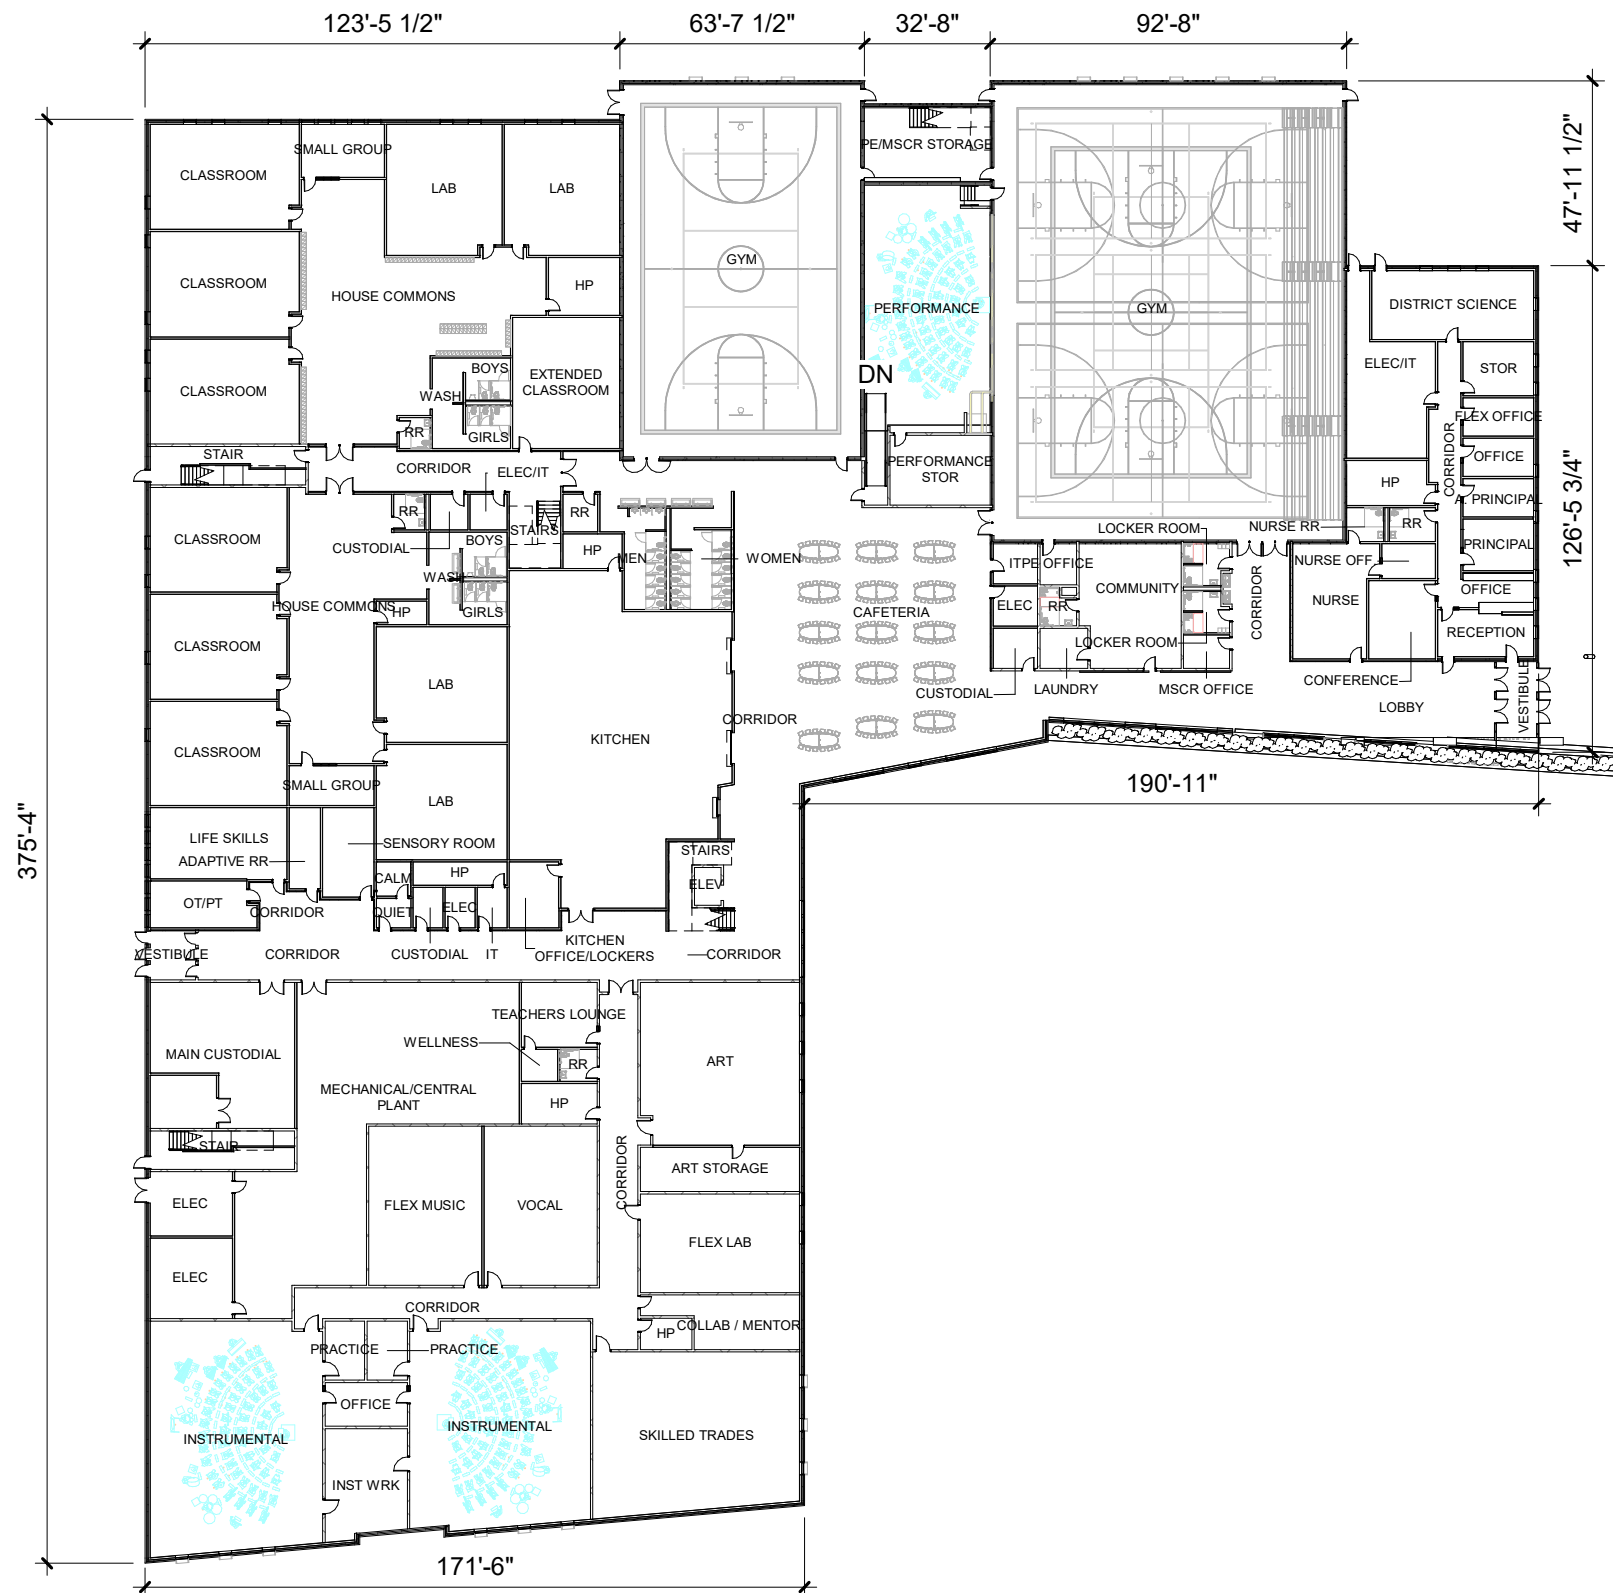 123'-5 1/2"
63'-7 1/2"
32'-8"
92'-8"
47'-11 1/2"
126'-5 3/4"
375'-4"
190'-11"
171'-6"
CLASSROOM
SMALL GROUP
LAB
LAB
CLASSROOM
HOUSE COMMONS
HP
CLASSROOM
BOYS
WASH
EXTENDED
CLASSROOM
RR
GIRLS
GYM
PE/MSCR STORAGE
PERFORMANCE
DN
PERFORMANCE
STOR
GYM
DISTRICT SCIENCE
ELEC/IT
STOR
FLEX OFFICE
CORRIDOR
OFFICE
HP
A. PRINCIPAL
NURSE RR
RR
PRINCIPAL
NURSE OFF
OFFICE
NURSE
RECEPTION
CONFERENCE
LOBBY
VESTIBULE
STAIR
CORRIDOR
ELEC/IT
CLASSROOM
RR
CUSTODIAL
STAIRS
RR
BOYS
HP
MEN
WOMEN
WASH
GIRLS
HOUSE COMMONS
HP
CLASSROOM
LAB
CLASSROOM
KITCHEN
CORRIDOR
CAFETERIA
ITPE OFFICE
COMMUNITY
LOCKER ROOM
ELEC
RR
LOCKER ROOM
CORRIDOR
CUSTODIAL
LAUNDRY
MSCR OFFICE
SMALL GROUP
LAB
LIFE SKILLS
ADAPTIVE RR
SENSORY ROOM
STAIRS
CALM
HP
ELEV
OT/PT
CORRIDOR
QUIET
ELEC
VESTIBULE
CORRIDOR
CUSTODIAL
IT
KITCHEN
OFFICE/LOCKERS
CORRIDOR
MAIN CUSTODIAL
TEACHERS LOUNGE
WELLNESS
RR
ART
MECHANICAL/CENTRAL
PLANT
HP
STAIR
CORRIDOR
ART STORAGE
ELEC
FLEX MUSIC
VOCAL
FLEX LAB
ELEC
CORRIDOR
HP
COLLAB / MENTOR
PRACTICE
PRACTICE
OFFICE
INSTRUMENTAL
INSTRUMENTAL
SKILLED TRADES
INST WRK